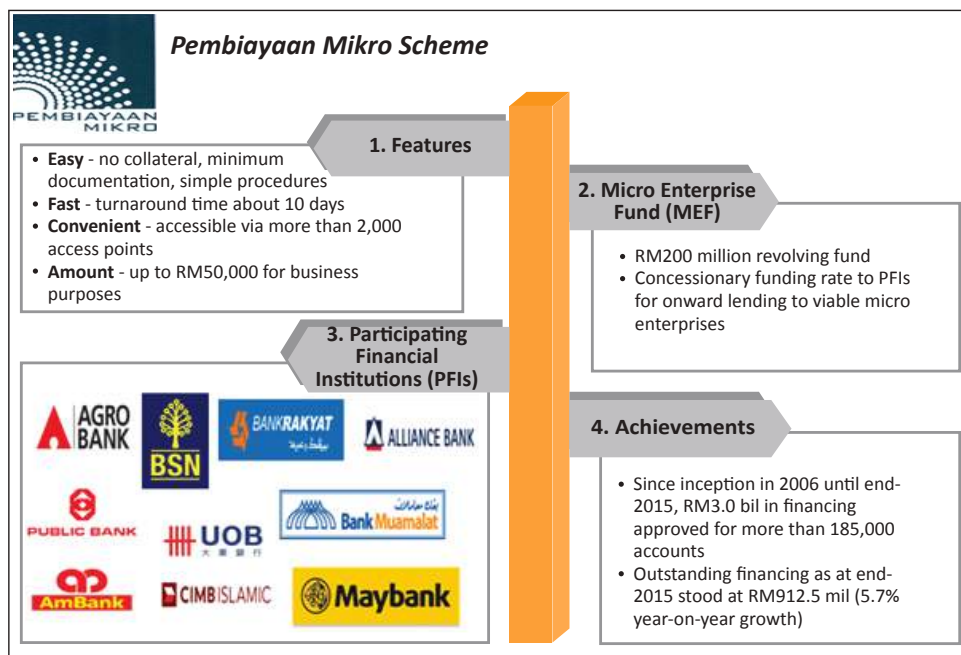 Pembiayaan Mikro Scheme
PEMBIAYAAN
MIKRO
1. Features
• Easy - no collateral, minimum
documentation, simple procedures
• Fast - turnaround time about 10 days
• Convenient - accessible via more than 2,000
access points
• Amount - up to RM50,000 for business
purposes
2. Micro Enterprise
Fund (MEF)
• RM200 million revolving fund
• Concessionary funding rate to PFIs
for onward lending to viable micro
enterprises
3. Participating
Financial
Institutions (PFIs)
AGRO
BANK
BSN
BANKRAKYAT
ALLIANCE BANK
PUBLIC BANK
UOB
大華銀行
Bank Muamalat
AmBank
CIMB ISLAMIC
Maybank
4. Achievements
• Since inception in 2006 until end-
2015, RM3.0 bil in financing
approved for more than 185,000
accounts
• Outstanding financing as at end-
2015 stood at RM912.5 mil (5.7%
year-on-year growth)